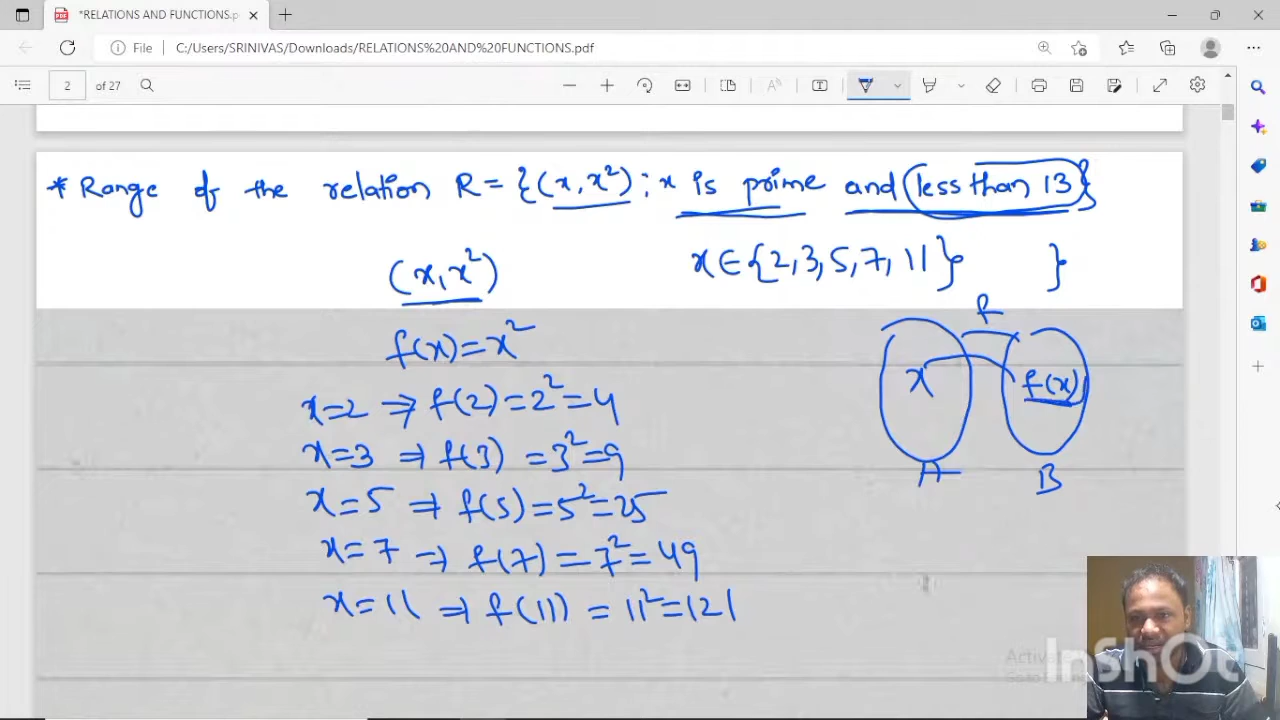 *RELATIONS AND FUNCTIONS.p
File C:/Users/SRINIVAS/Downloads/RELATIONS%20AND%20FUNCTIONS.pdf
2 of 27
* Range of the relation R = {(x, x²) : x is prime and less than 13}
(x, x²) x ∈ {2, 3, 5, 7, 11} }
f(x) = x²
x f(x)
x=2 ⇒ f(2) = 2² = 4
x=3 ⇒ f(3) = 3² = 9
A B
x=5 ⇒ f(5) = 5² = 25
x=7 ⇒ f(7) = 7² = 49
x=11 ⇒ f(11) = 11² = 121
InShOt